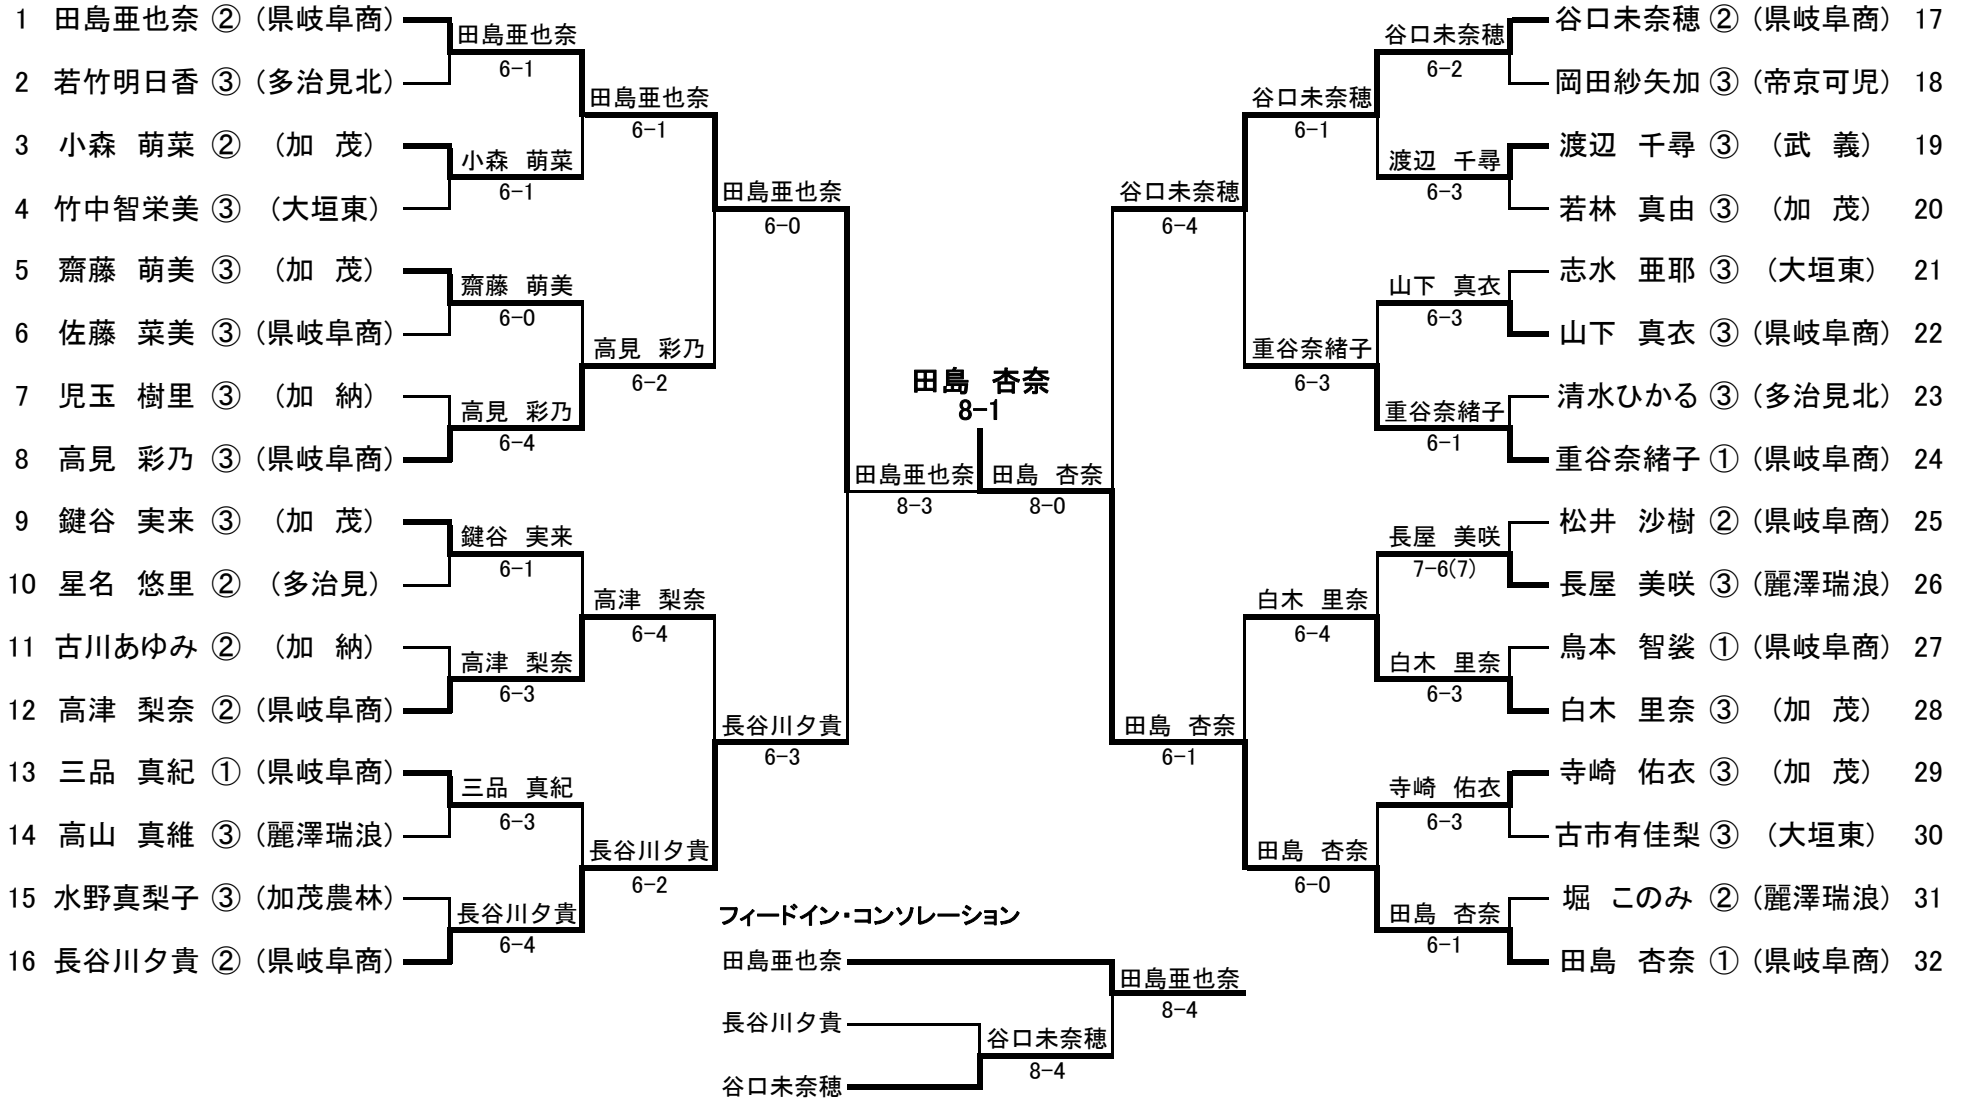 1 田島亜也奈 ② (県岐阜商)
2 若竹明日香 ③ (多治見北)
3 小森 萌菜 ② (加 茂)
4 竹中智栄美 ③ (大垣東)
5 齋藤 萌美 ③ (加 茂)
6 佐藤 菜美 ③ (県岐阜商)
7 児玉 樹里 ③ (加 納)
8 高見 彩乃 ③ (県岐阜商)
9 鍵谷 実来 ③ (加 茂)
10 星名 悠里 ② (多治見)
11 古川あゆみ ② (加 納)
12 高津 梨奈 ② (県岐阜商)
13 三品 真紀 ① (県岐阜商)
14 高山 真維 ③ (麗澤瑞浪)
15 水野真梨子 ③ (加茂農林)
16 長谷川夕貴 ② (県岐阜商)
田島亜也奈
6-1
小森 萌菜
6-1
齋藤 萌美
6-0
高見 彩乃
6-4
鍵谷 実来
6-1
高津 梨奈
6-3
三品 真紀
6-3
長谷川夕貴
6-4
田島亜也奈
6-1
高見 彩乃
6-2
高津 梨奈
6-4
長谷川夕貴
6-2
田島亜也奈
6-0
長谷川夕貴
6-3
田島亜也奈
8-3
田島 杏奈
8-1
田島 杏奈
8-0
谷口未奈穂
6-4
田島 杏奈
6-1
谷口未奈穂
6-1
重谷奈緒子
6-3
白木 里奈
6-4
田島 杏奈
6-0
谷口未奈穂
6-2
渡辺 千尋
6-3
山下 真衣
6-3
重谷奈緒子
6-1
長屋 美咲
7-6(7)
白木 里奈
6-3
寺崎 佑衣
6-3
田島 杏奈
6-1
谷口未奈穂 ② (県岐阜商) 17
岡田紗矢加 ③ (帝京可児) 18
渡辺 千尋 ③ (武 義) 19
若林 真由 ③ (加 茂) 20
志水 亜耶 ③ (大垣東) 21
山下 真衣 ③ (県岐阜商) 22
清水ひかる ③ (多治見北) 23
重谷奈緒子 ① (県岐阜商) 24
松井 沙樹 ② (県岐阜商) 25
長屋 美咲 ③ (麗澤瑞浪) 26
鳥本 智裟 ① (県岐阜商) 27
白木 里奈 ③ (加 茂) 28
寺崎 佑衣 ③ (加 茂) 29
古市有佳梨 ③ (大垣東) 30
堀 このみ ② (麗澤瑞浪) 31
田島 杏奈 ① (県岐阜商) 32
フィードイン・コンソレーション
田島亜也奈
長谷川夕貴
谷口未奈穂
谷口未奈穂
8-4
田島亜也奈
8-4